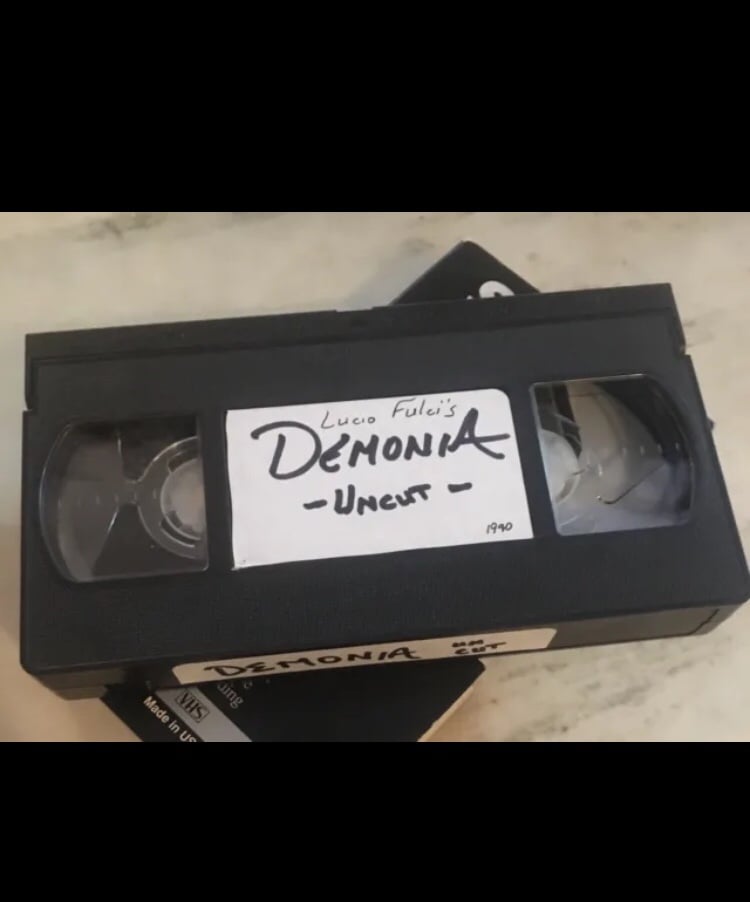 Lucio Fulci's
DEMONIA
- UNCUT -
1990
DEMONIA UN
CUT
VHS
Made in US